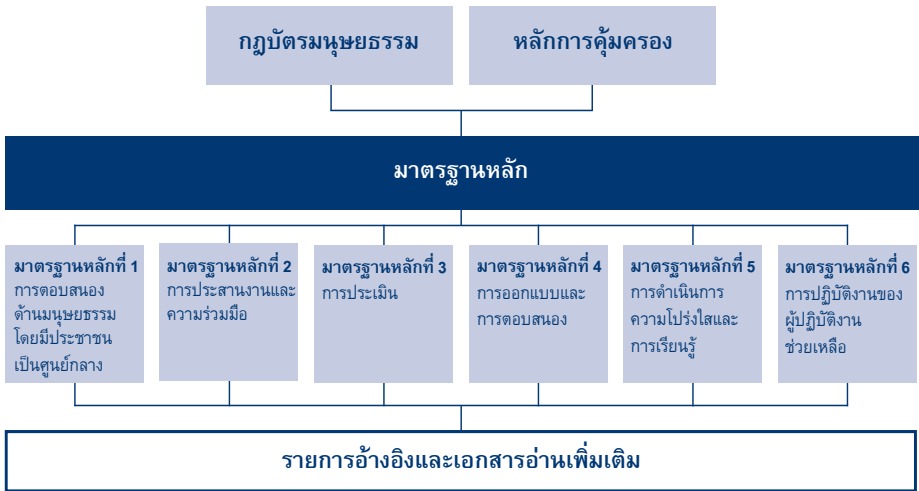 กฎบัตรมนุษยธรรม
หลักการคุ้มครอง
มาตรฐานหลัก
มาตรฐานหลักที่ 1
การตอบสนอง
ด้านมนุษยธรรม
โดยมีประชาชน
เป็นศูนย์กลาง
มาตรฐานหลักที่ 2
การประสานงานและ
ความร่วมมือ
มาตรฐานหลักที่ 3
การประเมิน
มาตรฐานหลักที่ 4
การออกแบบและ
การตอบสนอง
มาตรฐานหลักที่ 5
การดำเนินการ
ความโปร่งใสและ
การเรียนรู้
มาตรฐานหลักที่ 6
การปฏิบัติงานของ
ผู้ปฏิบัติงาน
ช่วยเหลือ
รายการอ้างอิงและเอกสารอ่านเพิ่มเติม